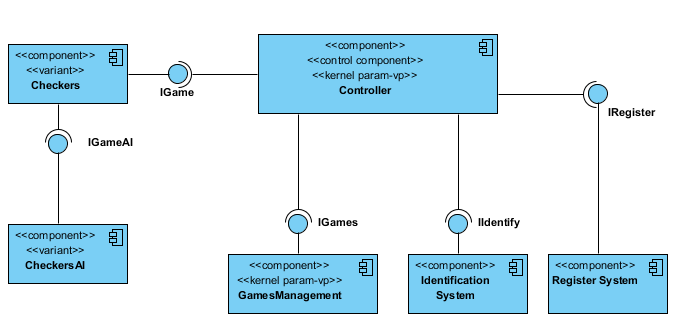 <<component>>
<<variant>>
Checkers
IGame
<<component>>
<<control component>>
<<kernel param-vp>>
Controller
IRegister
IGameAI
<<component>>
<<variant>>
CheckersAI
IGames
IIdentify
<<component>>
<<kernel param-vp>>
GamesManagement
<<component>>
Identification
System
<<component>>
Register System